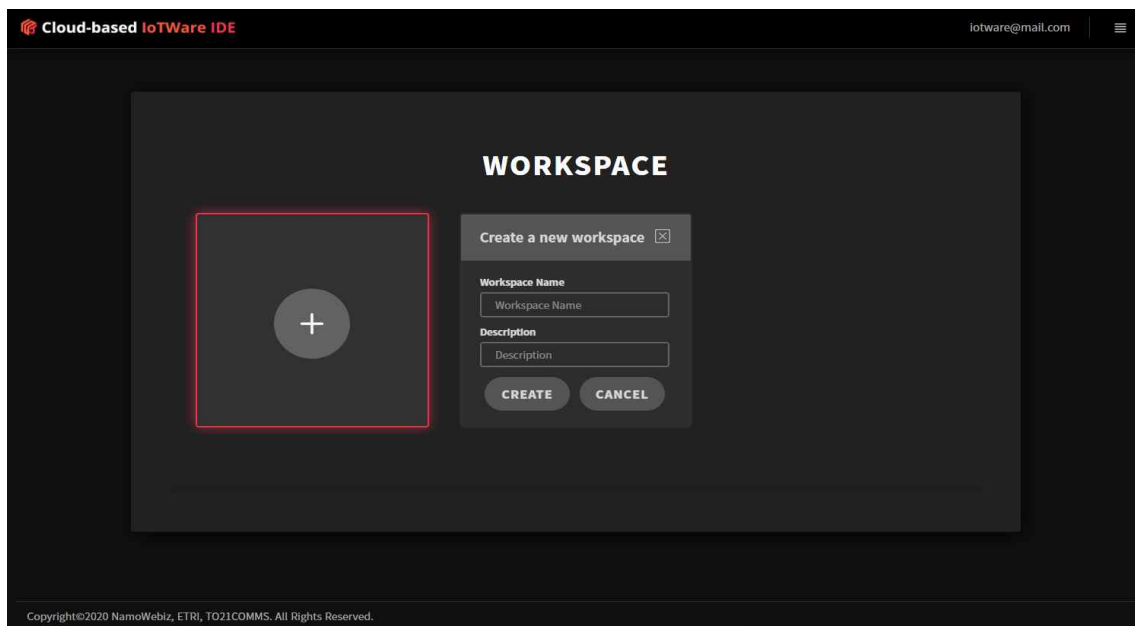 Cloud-based IoTWare IDE
iotware@mail.com
WORKSPACE
Create a new workspace
Workspace Name
Workspace Name
Description
Description
CREATE CANCEL
Copyright©2020 NamoWebiz, ETRI, TO21COMMS. All Rights Reserved.